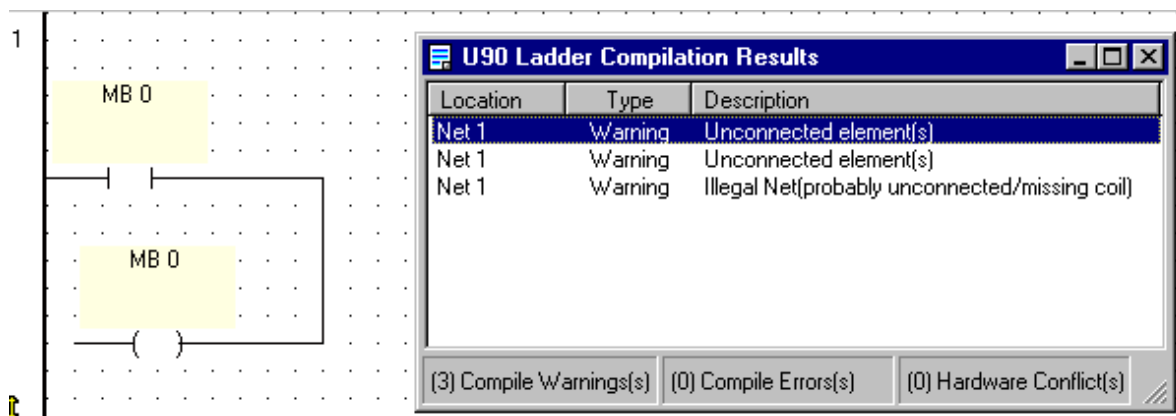 1
MB 0
MB 0
U90 Ladder Compilation Results
Location Type Description
Net 1 Warning Unconnected element(s)
Net 1 Warning Unconnected element(s)
Net 1 Warning Illegal Net(probably unconnected/missing coil)
(3) Compile Warnings(s) (0) Compile Errors(s) (0) Hardware Conflict(s)